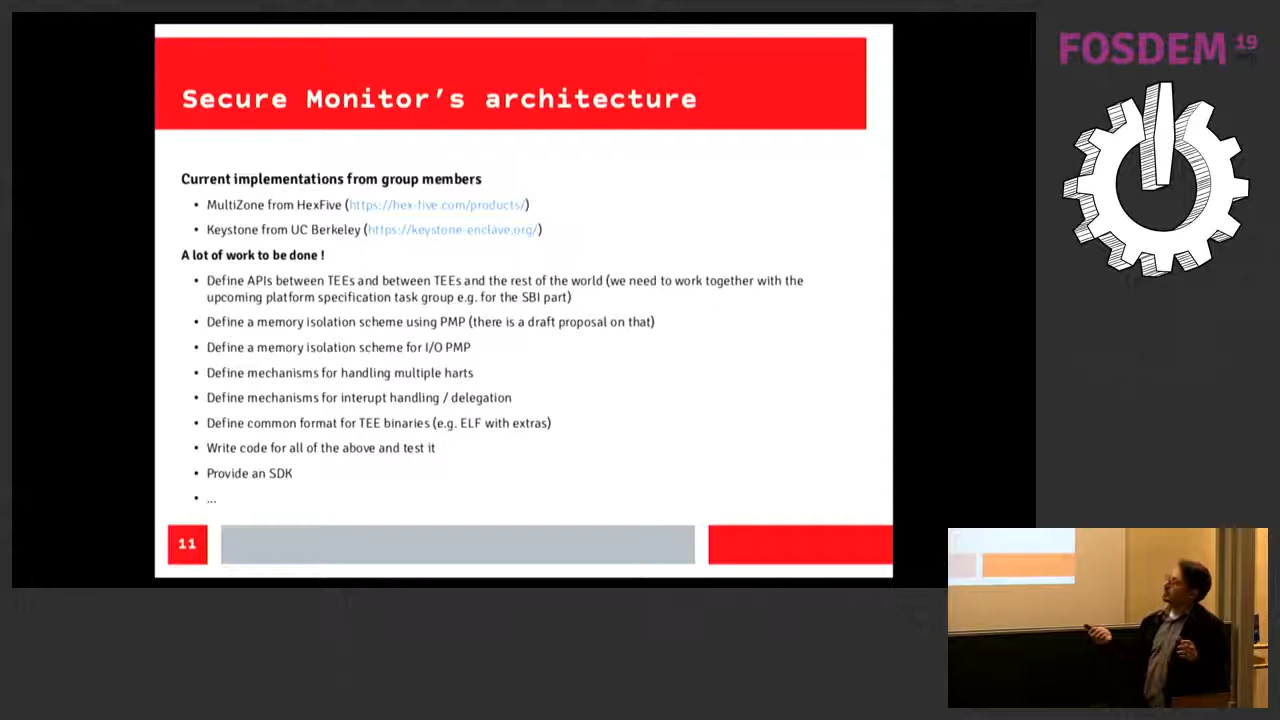 FOSDEM 19
Secure Monitor's architecture
Current implementations from group members
• MultiZone from HexFive (https://hex-five.com/products/)
• Keystone from UC Berkeley (https://keystone-enclave.org/)
A lot of work to be done !
• Define APIs between TEEs and between TEEs and the rest of the world (we need to work together with the
upcoming platform specification task group e.g. for the SBI part)
• Define a memory isolation scheme using PMP (there is a draft proposal on that)
• Define a memory isolation scheme for I/O PMP
• Define mechanisms for handling multiple harts
• Define mechanisms for interupt handling / delegation
• Define common format for TEE binaries (e.g. ELF with extras)
• Write code for all of the above and test it
• Provide an SDK
• ...
11